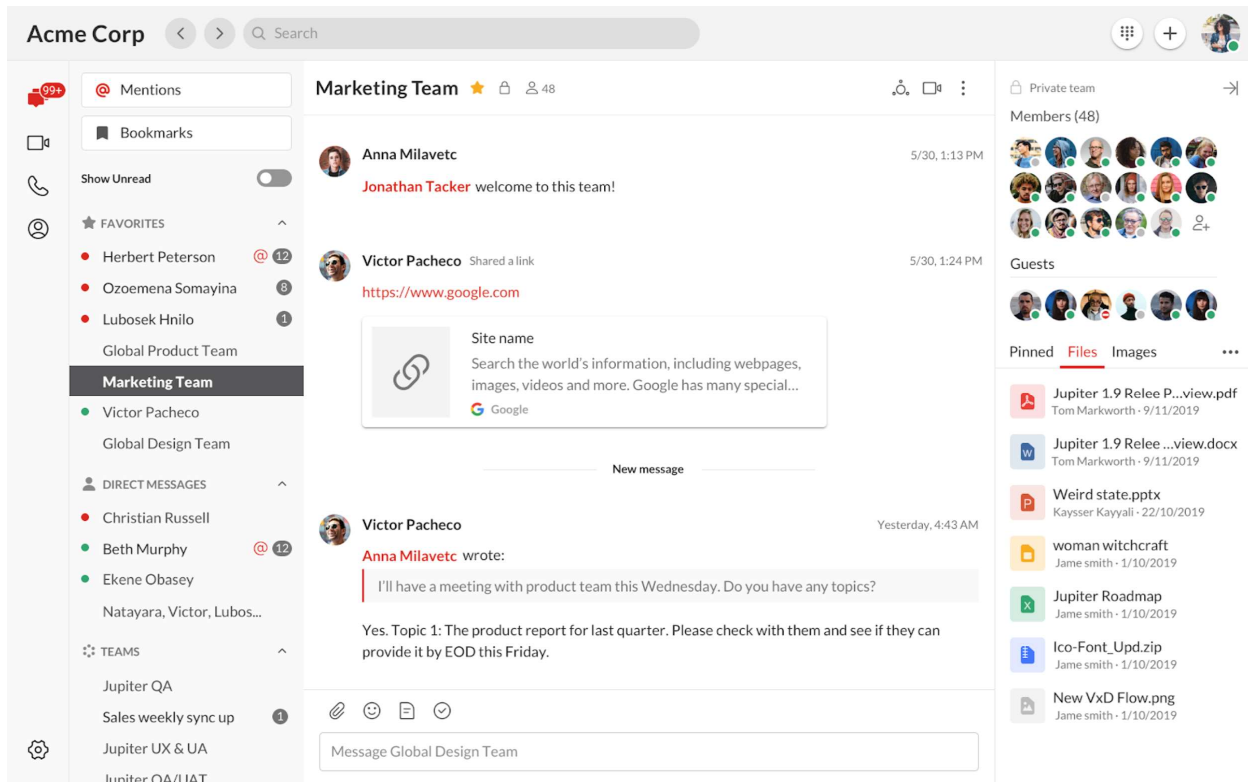 Acme Corp
Search
99+
Mentions
Bookmarks
Show Unread
FAVORITES
Herbert Peterson @ 12
Ozoemena Somayina 8
Lubosek Hnilo 1
Global Product Team
Marketing Team
Victor Pacheco
Global Design Team
DIRECT MESSAGES
Christian Russell
Beth Murphy @ 12
Ekene Obasey
Natayara, Victor, Lubos...
TEAMS
Jupiter QA
Sales weekly sync up 1
Jupiter UX & UA
Jupiter QA/UAT
Marketing Team 48
Anna Milavetc 5/30, 1:13 PM
Jonathan Tacker welcome to this team!
Victor Pacheco Shared a link 5/30, 1:24 PM
https://www.google.com
Site name
Search the world's information, including webpages,
images, videos and more. Google has many special...
G Google
New message
Victor Pacheco Yesterday, 4:43 AM
Anna Milavetc wrote:
I'll have a meeting with product team this Wednesday. Do you have any topics?
Yes. Topic 1: The product report for last quarter. Please check with them and see if they can
provide it by EOD this Friday.
Message Global Design Team
Private team
Members (48)
Guests
Pinned Files Images
Jupiter 1.9 Relee P...view.pdf
Tom Markworth · 9/11/2019
W
Jupiter 1.9 Relee ...view.docx
Tom Markworth · 9/11/2019
P
Weird state.pptx
Kaysser Kayyali · 22/10/2019
woman witchcraft
Jame smith · 1/10/2019
X
Jupiter Roadmap
Jame smith · 1/10/2019
Ico-Font_Upd.zip
Jame smith · 1/10/2019
New VxD Flow.png
Jame smith · 1/10/2019